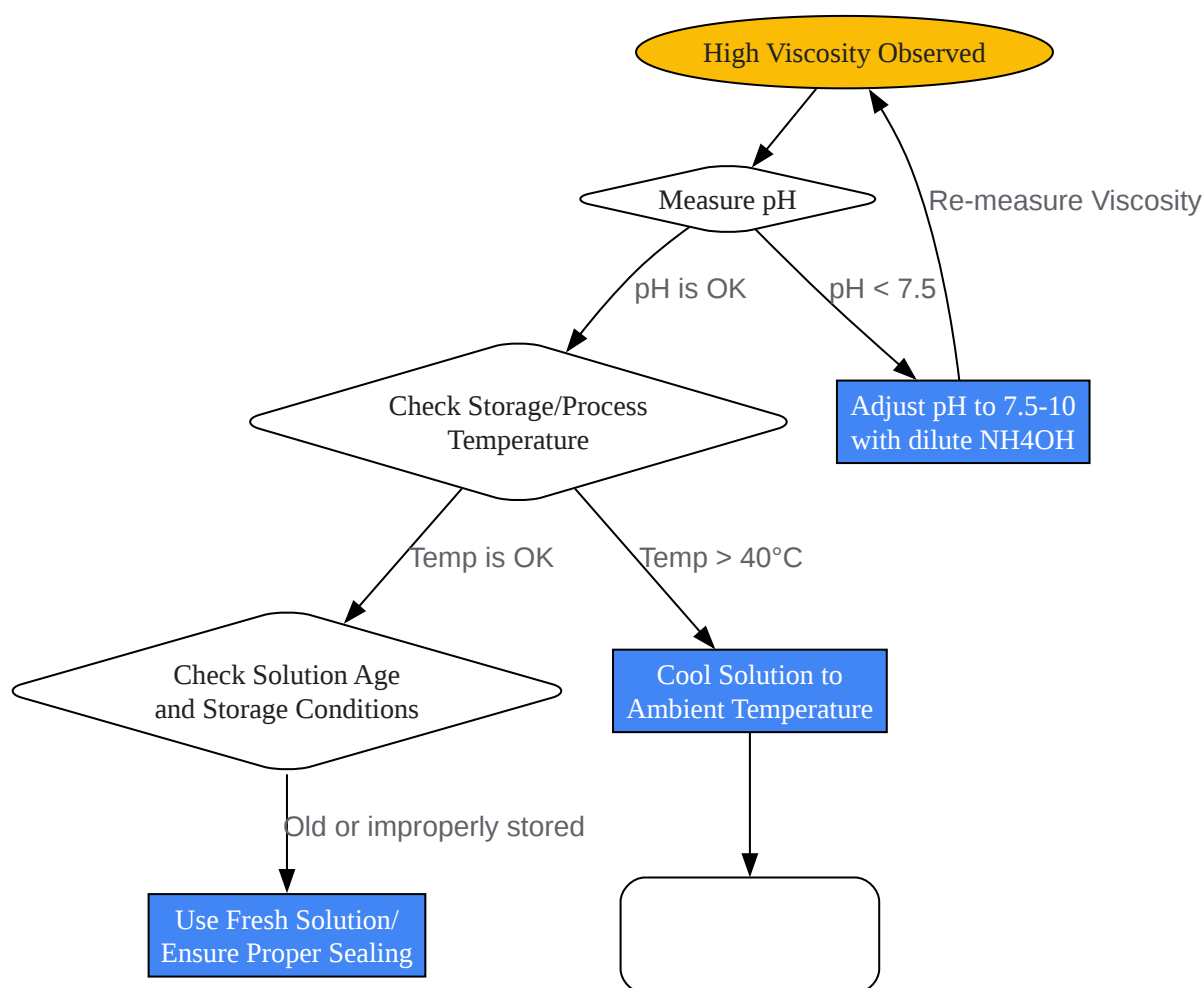 High Viscosity Observed
Measure pH
Re-measure Viscosity
pH is OK
pH < 7.5
Check Storage/Process
Temperature
Adjust pH to 7.5-10
with dilute NH4OH
Temp is OK
Temp > 40°C
Check Solution Age
and Storage Conditions
Cool Solution to
Ambient Temperature
Old or improperly stored
Use Fresh Solution/
Ensure Proper Sealing